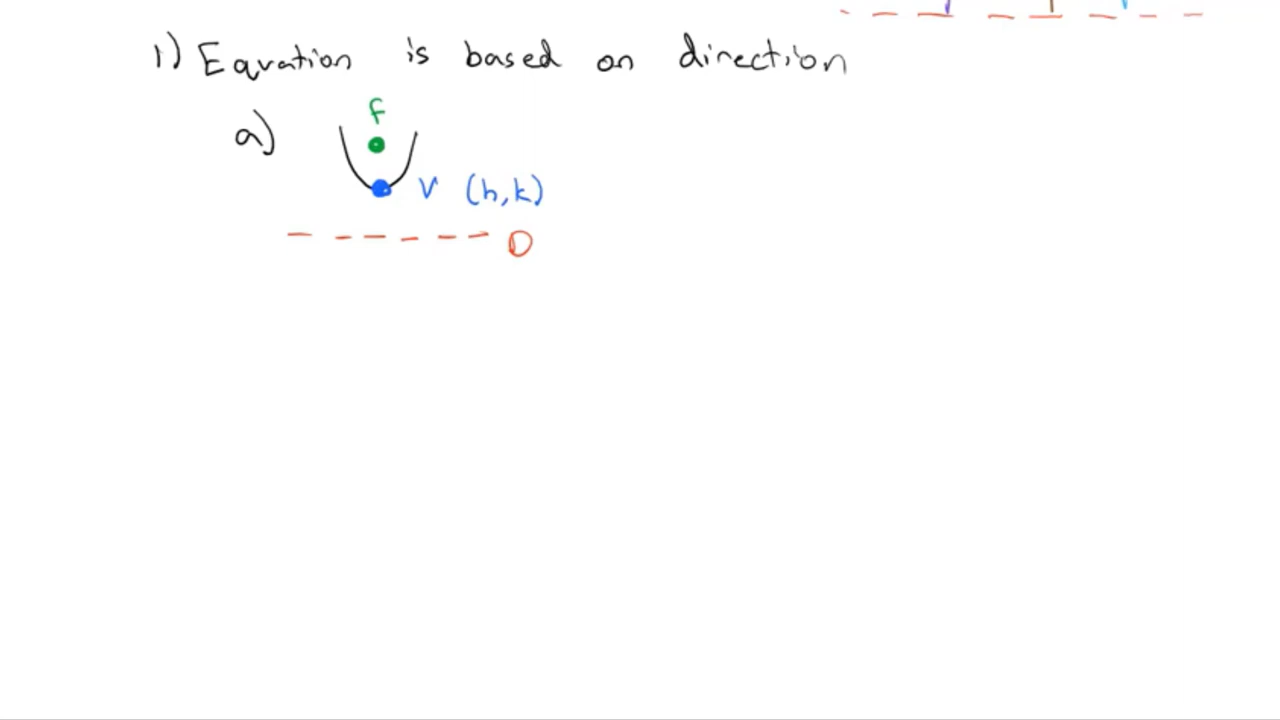 1) Equation is based on direction
a)
F
V (h,k)
D